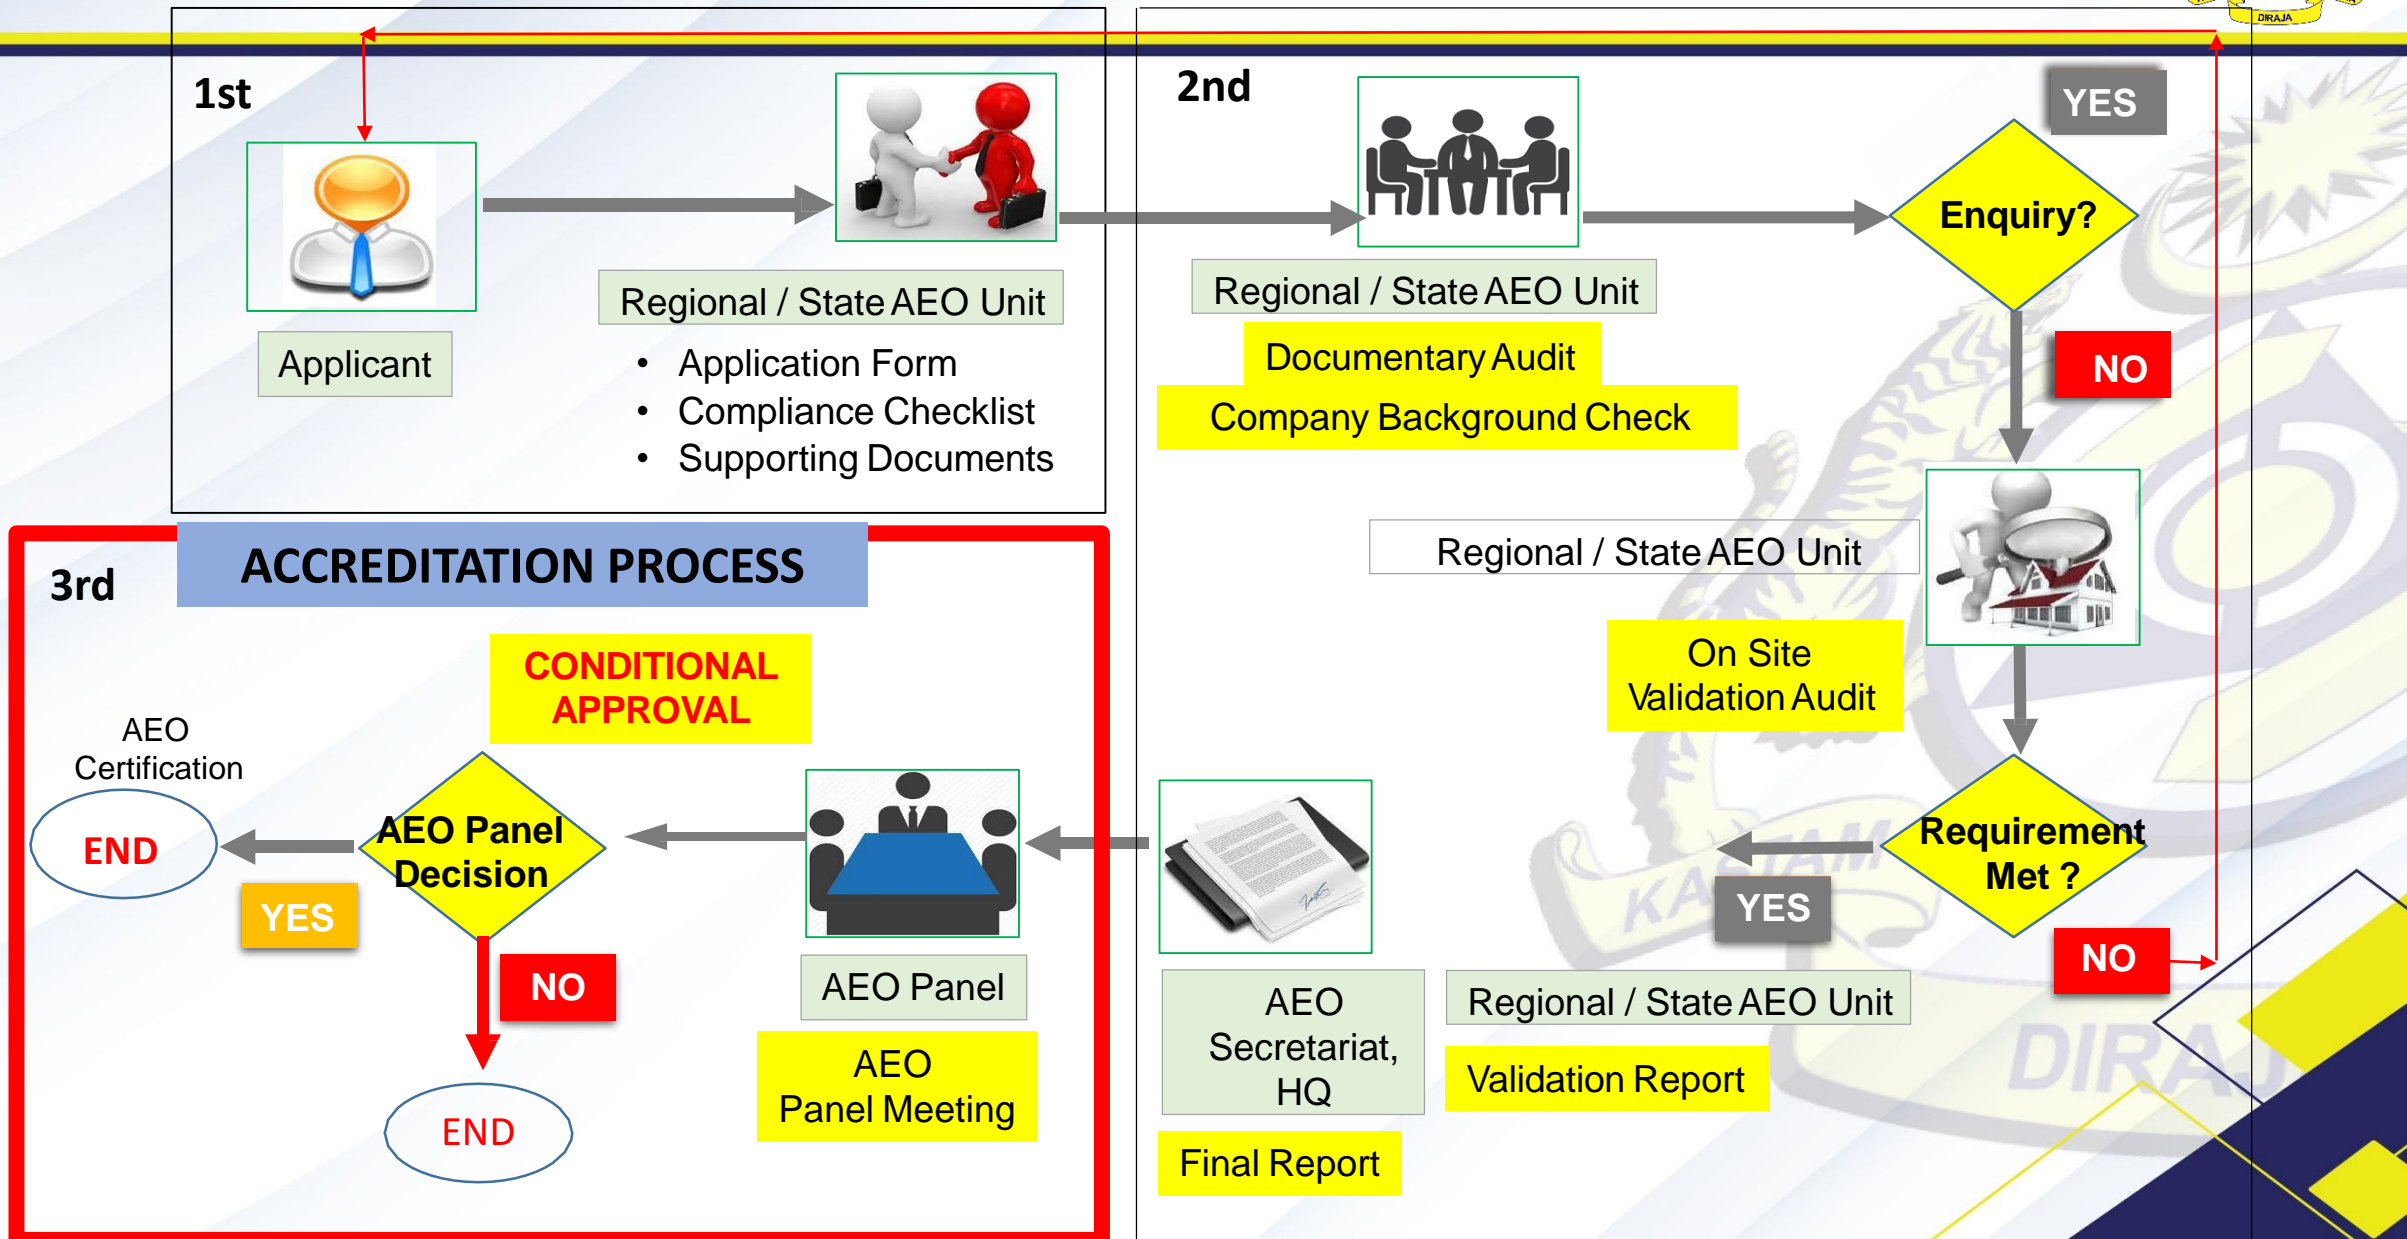 DIRAJA
1st
Applicant
Regional / State AEO Unit
• Application Form
• Compliance Checklist
• Supporting Documents
2nd
Regional / State AEO Unit
Documentary Audit
Company Background Check
YES
Enquiry?
NO
Regional / State AEO Unit
On Site
Validation Audit
Requirement
Met ?
YES
NO
Regional / State AEO Unit
Validation Report
AEO
Secretariat,
HQ
Final Report
ACCREDITATION PROCESS
3rd
CONDITIONAL
APPROVAL
AEO
Certification
END
AEO Panel
Decision
YES
NO
END
AEO Panel
AEO
Panel Meeting
KASTAM
DIRAJ